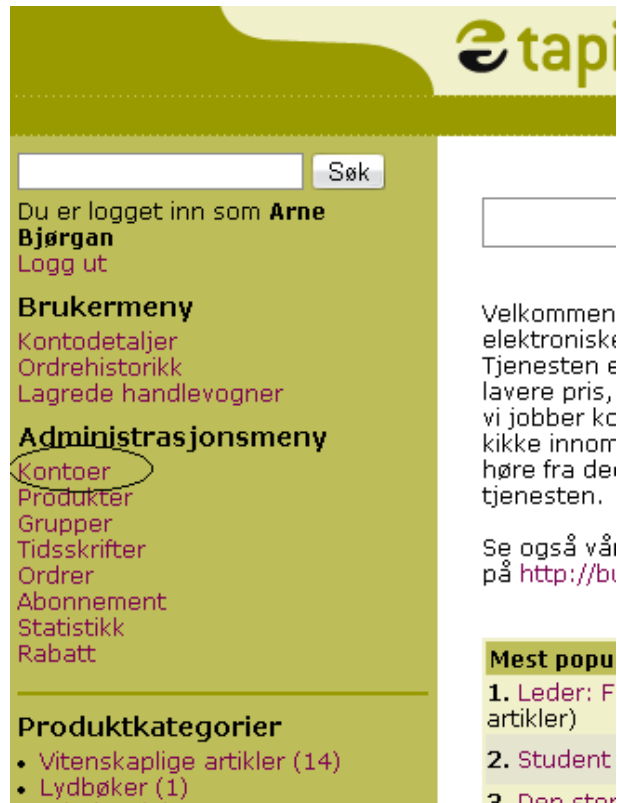 tapi
Søk
Du er logget inn som Arne
Bjørgan
Logg ut
Brukermeny
Kontodetaljer
Ordrehistorikk
Lagrede handlevogner
Administrasjonsmeny
Kontoer
Produkter
Grupper
Tidsskrifter
Ordrer
Abonnement
Statistikk
Rabatt
Produktkategorier
• Vitenskaplige artikler (14)
• Lydbøker (1)
Velkommen
elektroniske
Tjenesten e
lavere pris,
vi jobber ko
kikke innom
høre fra de
tjenesten.
Se også vår
på http://bu
Mest popu
1. Leder: F
artikler)
2. Student
3. Den stor